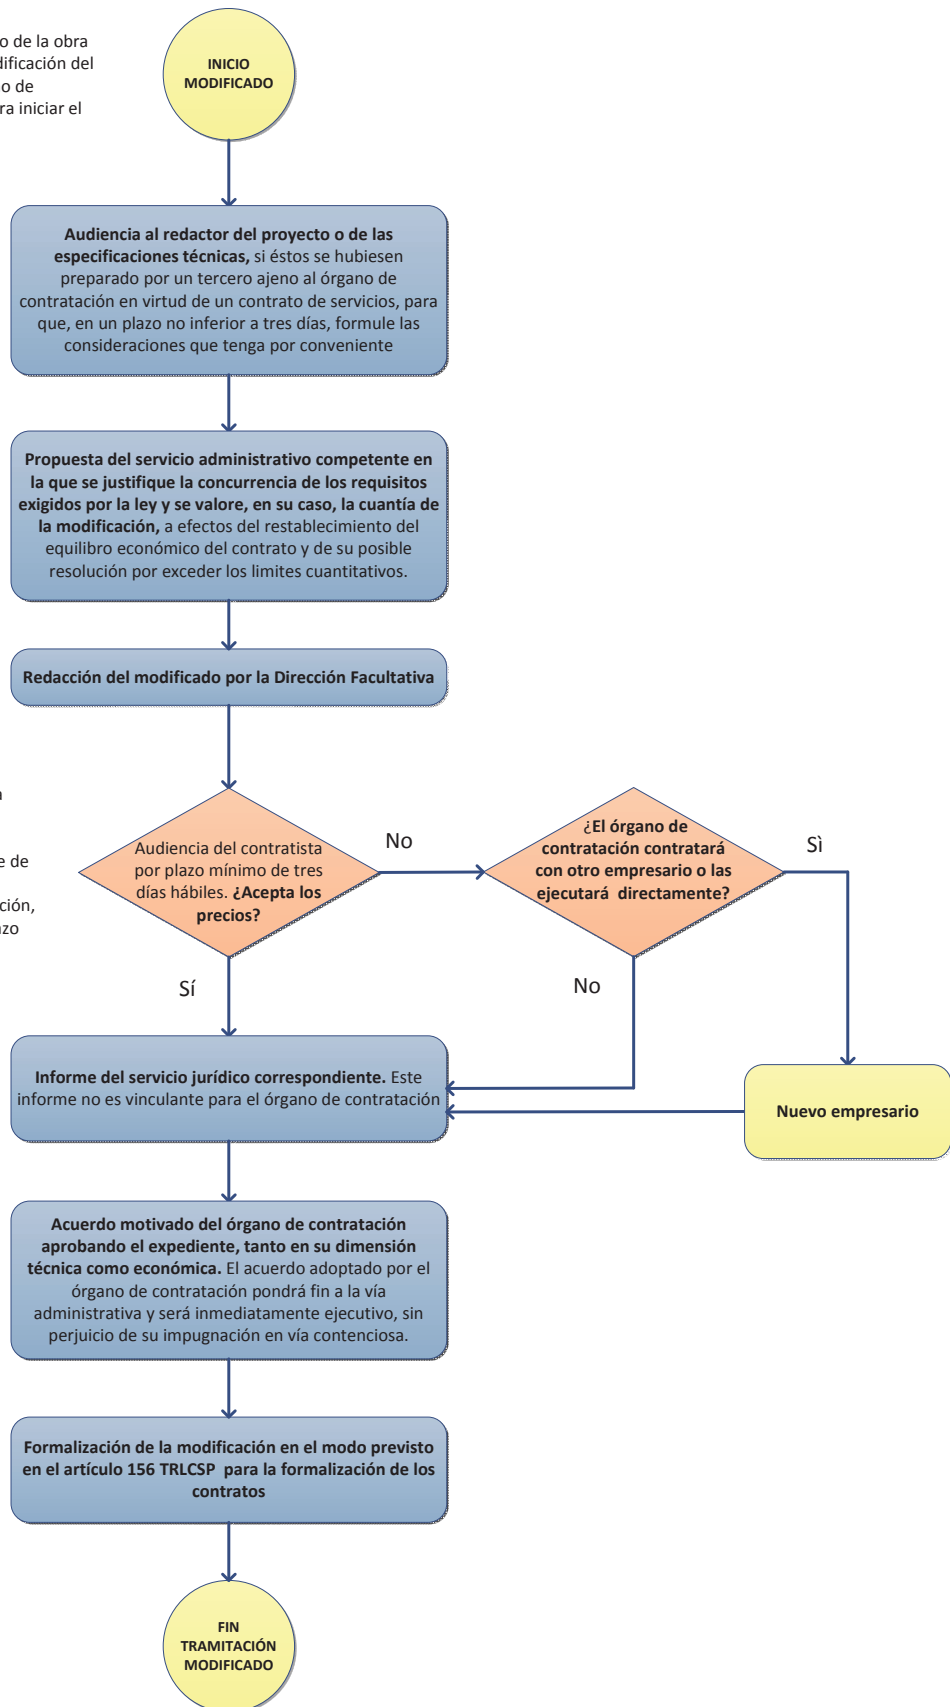 o de la obra
dificación del
o de
ra iniciar el
INICIO
MODIFICADO
Audiencia al redactor del proyecto o de las
especificaciones técnicas, si éstos se hubiesen
preparado por un tercero ajeno al órgano de
contratación en virtud de un contrato de servicios, para
que, en un plazo no inferior a tres días, formule las
consideraciones que tenga por conveniente
Propuesta del servicio administrativo competente en
la que se justifique la concurrencia de los requisitos
exigidos por la ley y se valore, en su caso, la cuantía de
la modificación, a efectos del restablecimiento del
equilibro económico del contrato y de su posible
resolución por exceder los limites cuantitativos.
Redacción del modificado por la Dirección Facultativa
a
e de
ción,
azo
Audiencia del contratista
por plazo mínimo de tres
días hábiles. ¿Acepta los
precios?
No
¿El órgano de
contratación contratará
con otro empresario o las
ejecutará directamente?
Sì
Sí
No
Informe del servicio jurídico correspondiente. Este
informe no es vinculante para el órgano de contratación
Nuevo empresario
Acuerdo motivado del órgano de contratación
aprobando el expediente, tanto en su dimensión
técnica como económica. El acuerdo adoptado por el
órgano de contratación pondrá fin a la vía
administrativa y será inmediatamente ejecutivo, sin
perjuicio de su impugnación en vía contenciosa.
Formalización de la modificación en el modo previsto
en el artículo 156 TRLCSP para la formalización de los
contratos
FIN
TRAMITACIÓN
MODIFICADO